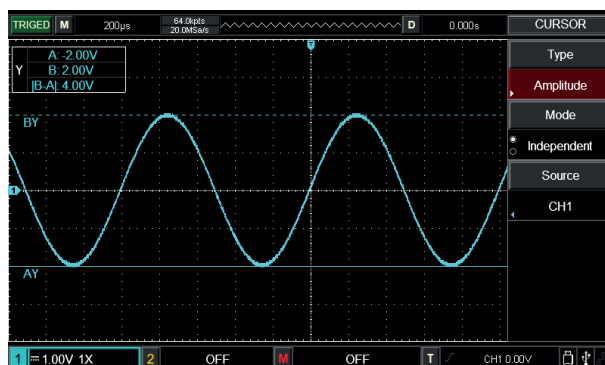 TRIGED M 200μs 64.0kpts D 0.000s CURSOR
20.0MSa/s
T
Type
A: -2.00V
Y B: 2.00V
|B-A|: 4.00V
Amplitude
Mode
BY
Independent
Source
1
CH1
AY
1 1.00V 1X 2 OFF M OFF T CH1 0.00V